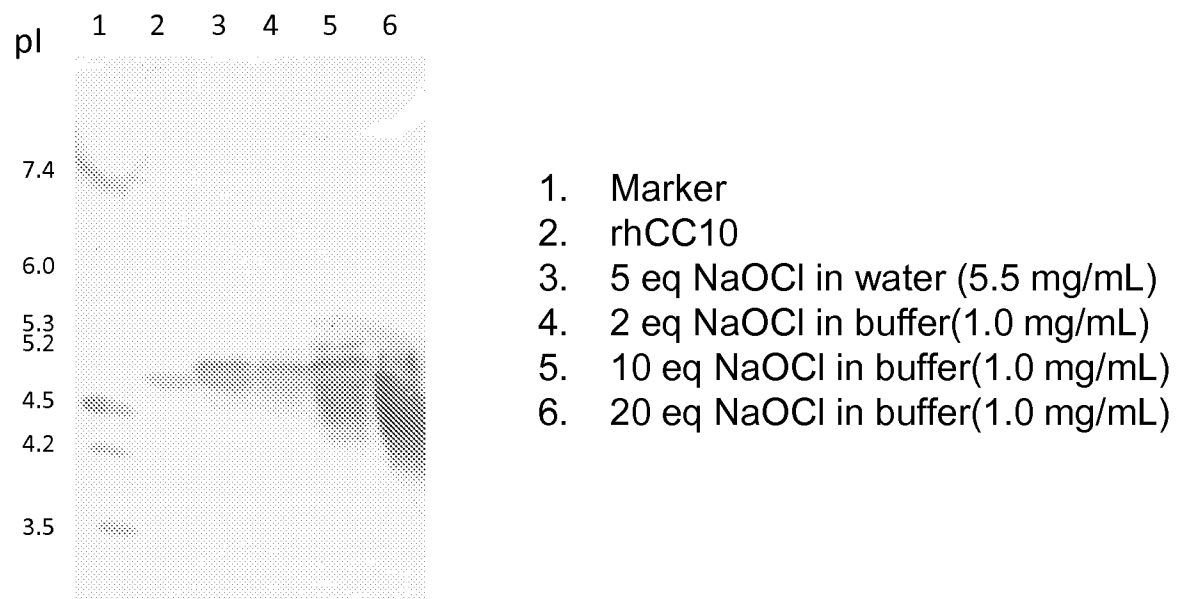 1 2 3 4 5 6
pI
7.4
6.0
5.3
5.2
4.5
4.2
3.5
1. Marker
2. rhCC10
3. 5 eq NaOCl in water (5.5 mg/mL)
4. 2 eq NaOCl in buffer(1.0 mg/mL)
5. 10 eq NaOCl in buffer(1.0 mg/mL)
6. 20 eq NaOCl in buffer(1.0 mg/mL)